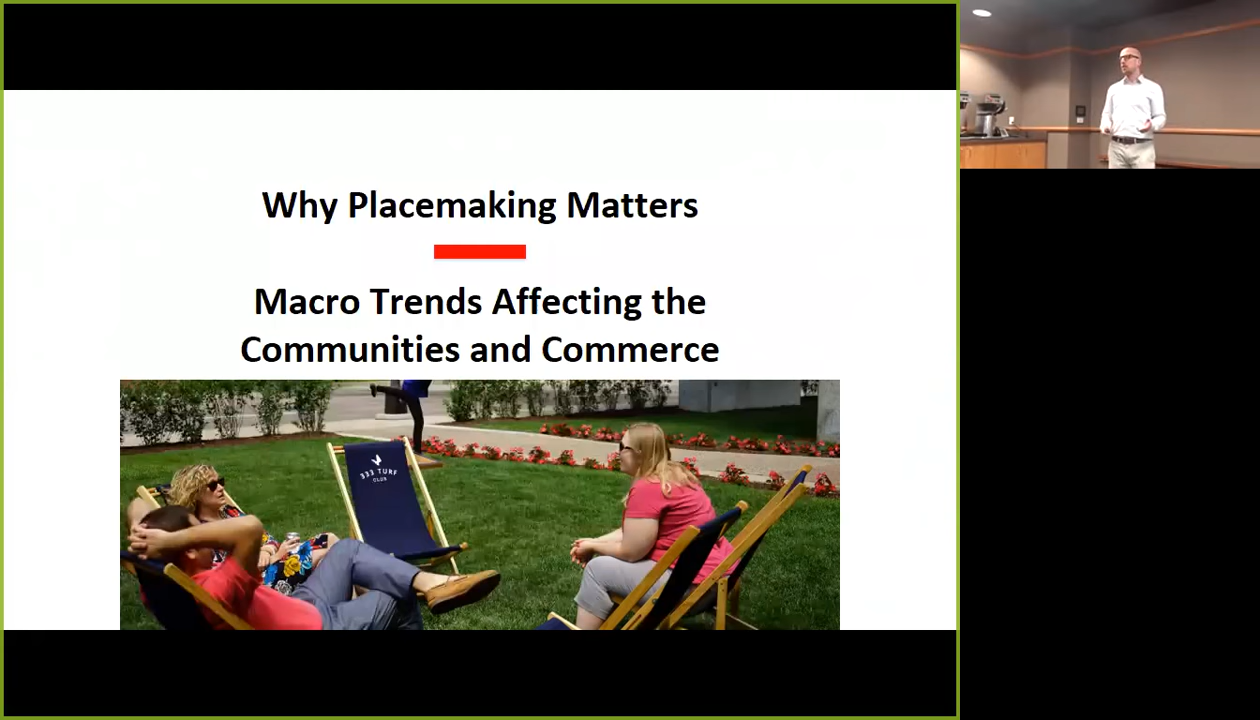 Why Placemaking Matters
Macro Trends Affecting the
Communities and Commerce
333 TURF
CLUB